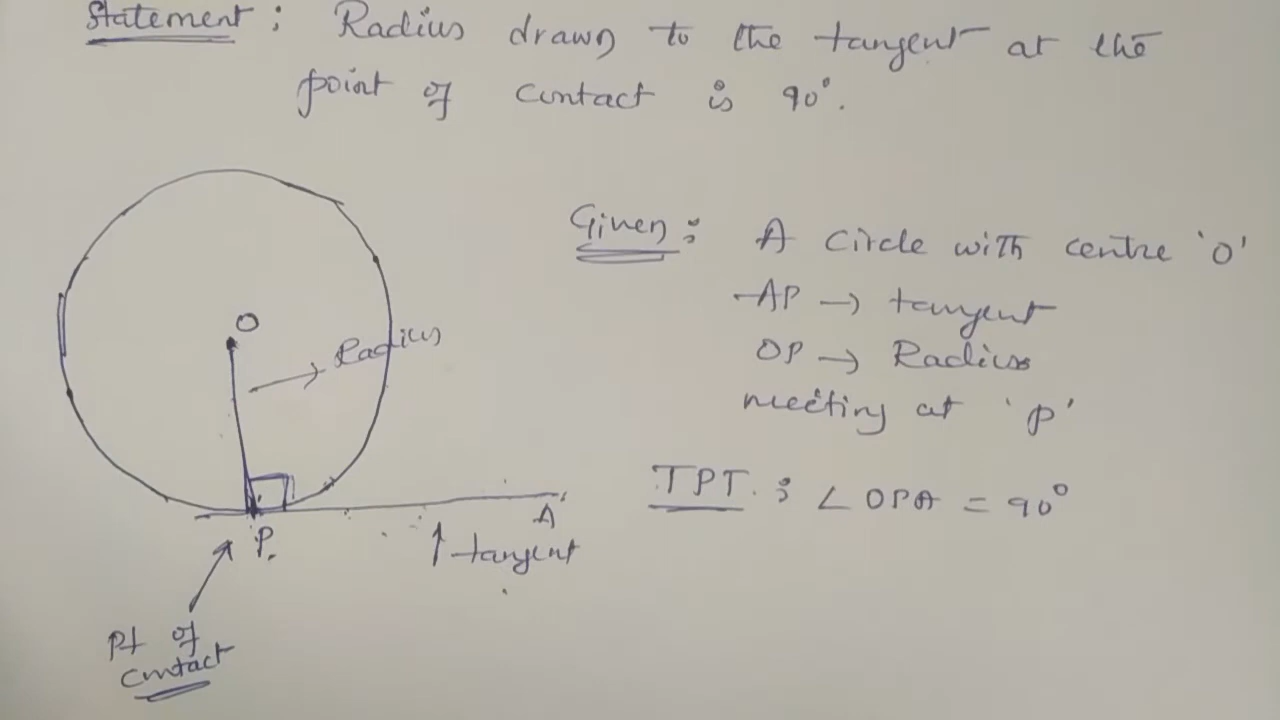 Statement : Radius drawn to the tangent at the
point of contact is 90°.
Given : A circle with centre 'O'
AP → tangent
OP → Radius
meeting at 'P'
TPT : ∠OPA = 90°
O
Radius
P.
A
tangent
Pt of
contact